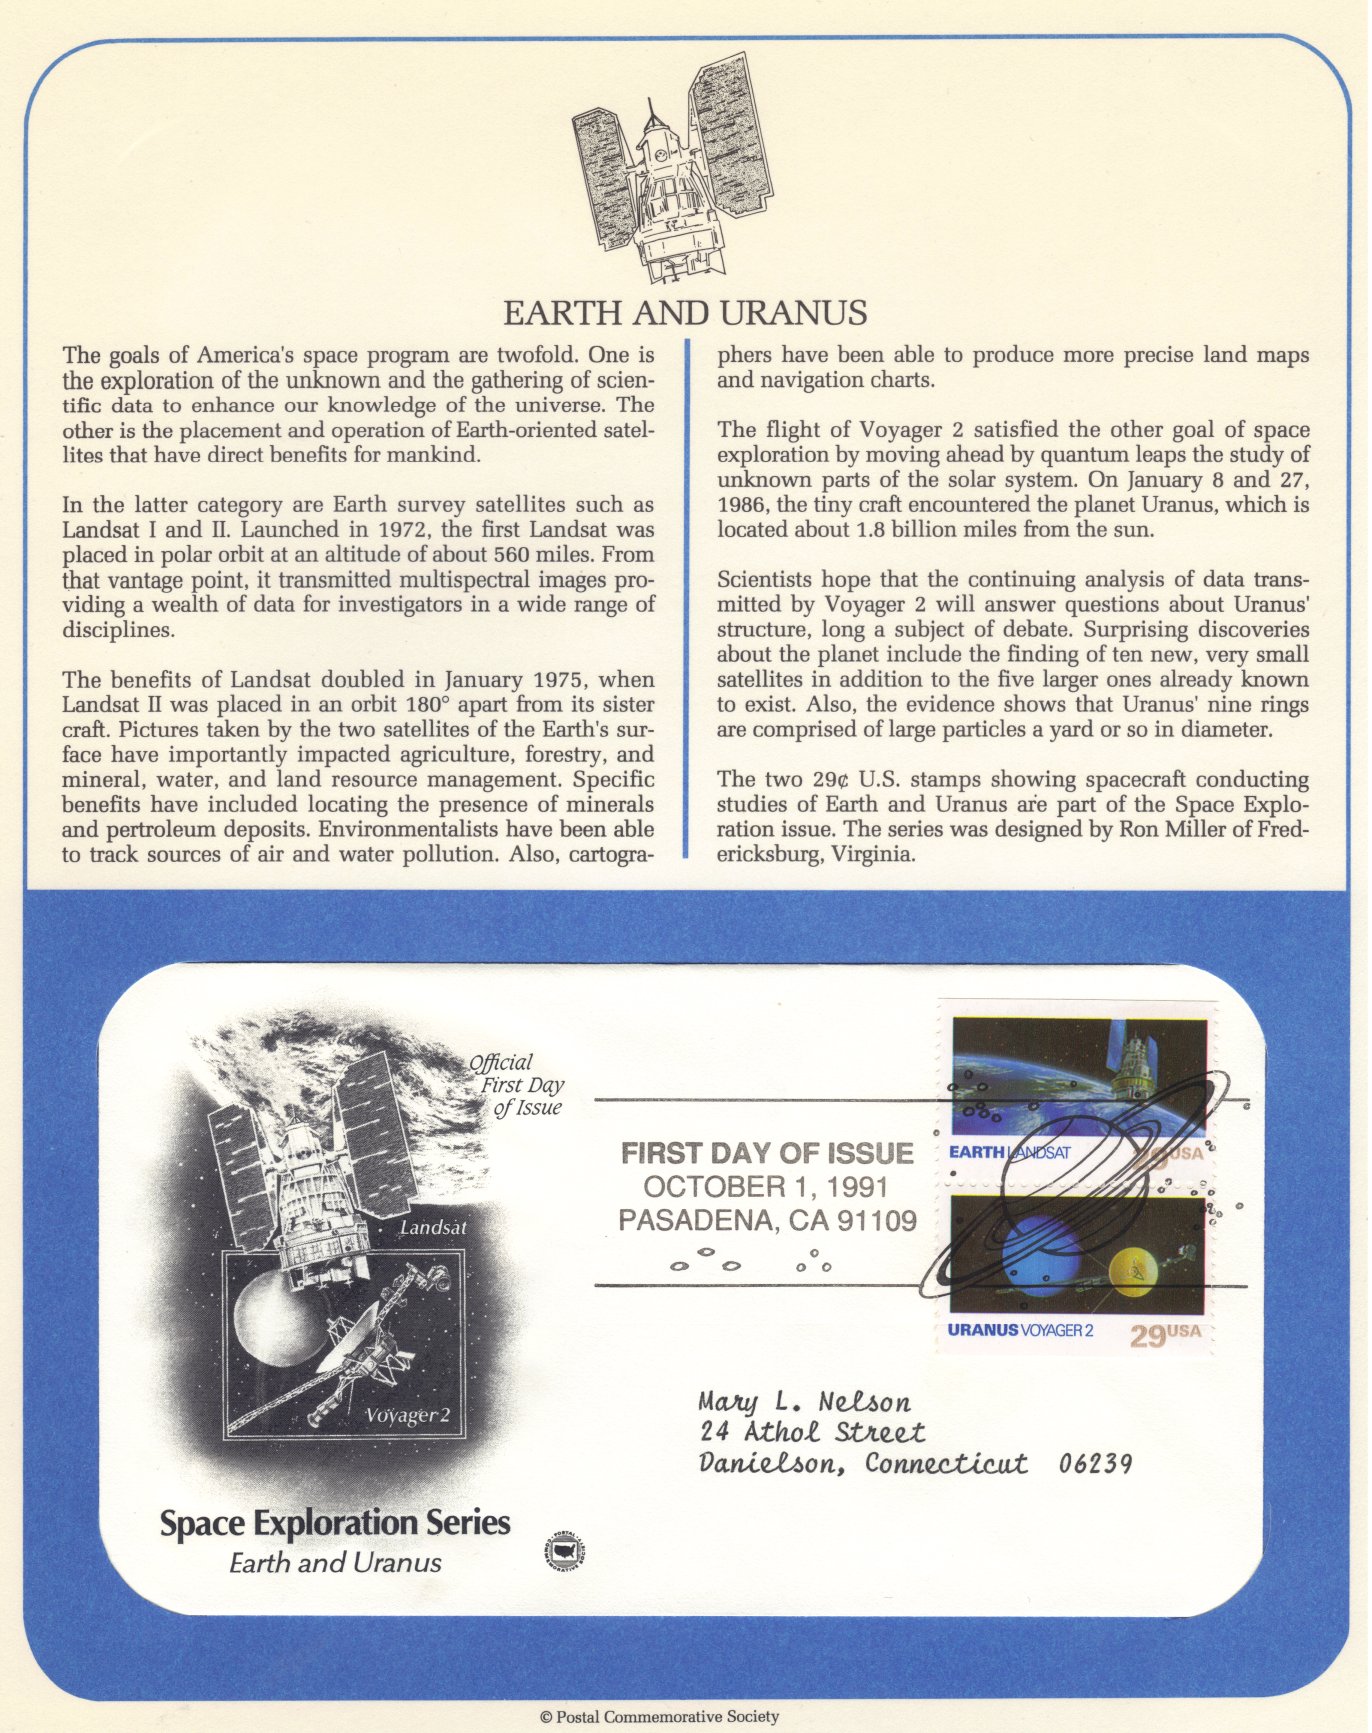 EARTH AND URANUS
The goals of America's space program are twofold. One is
the exploration of the unknown and the gathering of scien-
tific data to enhance our knowledge of the universe. The
other is the placement and operation of Earth-oriented satel-
lites that have direct benefits for mankind.
In the latter category are Earth survey satellites such as
Landsat I and II. Launched in 1972, the first Landsat was
placed in polar orbit at an altitude of about 560 miles. From
that vantage point, it transmitted multispectral images pro-
viding a wealth of data for investigators in a wide range of
disciplines.
The benefits of Landsat doubled in January 1975, when
Landsat II was placed in an orbit 180° apart from its sister
craft. Pictures taken by the two satellites of the Earth's sur-
face have importantly impacted agriculture, forestry, and
mineral, water, and land resource management. Specific
benefits have included locating the presence of minerals
and pertroleum deposits. Environmentalists have been able
to track sources of air and water pollution. Also, cartogra-
phers have been able to produce more precise land maps
and navigation charts.
The flight of Voyager 2 satisfied the other goal of space
exploration by moving ahead by quantum leaps the study of
unknown parts of the solar system. On January 8 and 27,
1986, the tiny craft encountered the planet Uranus, which is
located about 1.8 billion miles from the sun.
Scientists hope that the continuing analysis of data trans-
mitted by Voyager 2 will answer questions about Uranus'
structure, long a subject of debate. Surprising discoveries
about the planet include the finding of ten new, very small
satellites in addition to the five larger ones already known
to exist. Also, the evidence shows that Uranus' nine rings
are comprised of large particles a yard or so in diameter.
The two 29¢ U.S. stamps showing spacecraft conducting
studies of Earth and Uranus are part of the Space Explo-
ration issue. The series was designed by Ron Miller of Fred-
ericksburg, Virginia.
Official
First Day
of Issue
Landsat
Voyager 2
Space Exploration Series
Earth and Uranus
POSTAL COMMEMORATIVE SOCIETY
FIRST DAY OF ISSUE
OCTOBER 1, 1991
PASADENA, CA 91109
EARTH LANDSAT 29USA
URANUS VOYAGER 2 29USA
Mary L. Nelson
24 Athol Street
Danielson, Connecticut 06239
© Postal Commemorative Society